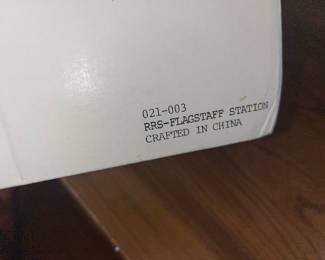 021-003
RRS-FLAGSTAFF STATION
CRAFTED IN CHINA